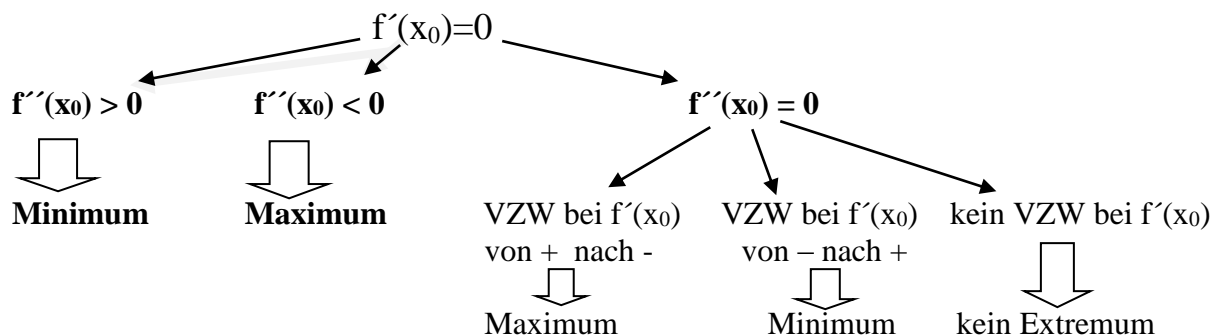 f´(x₀)=0
f´´(x₀) > 0 f´´(x₀) < 0 f´´(x₀) = 0
Minimum Maximum VZW bei f´(x₀) VZW bei f´(x₀) kein VZW bei f´(x₀)
von + nach - von – nach +
Maximum Minimum kein Extremum